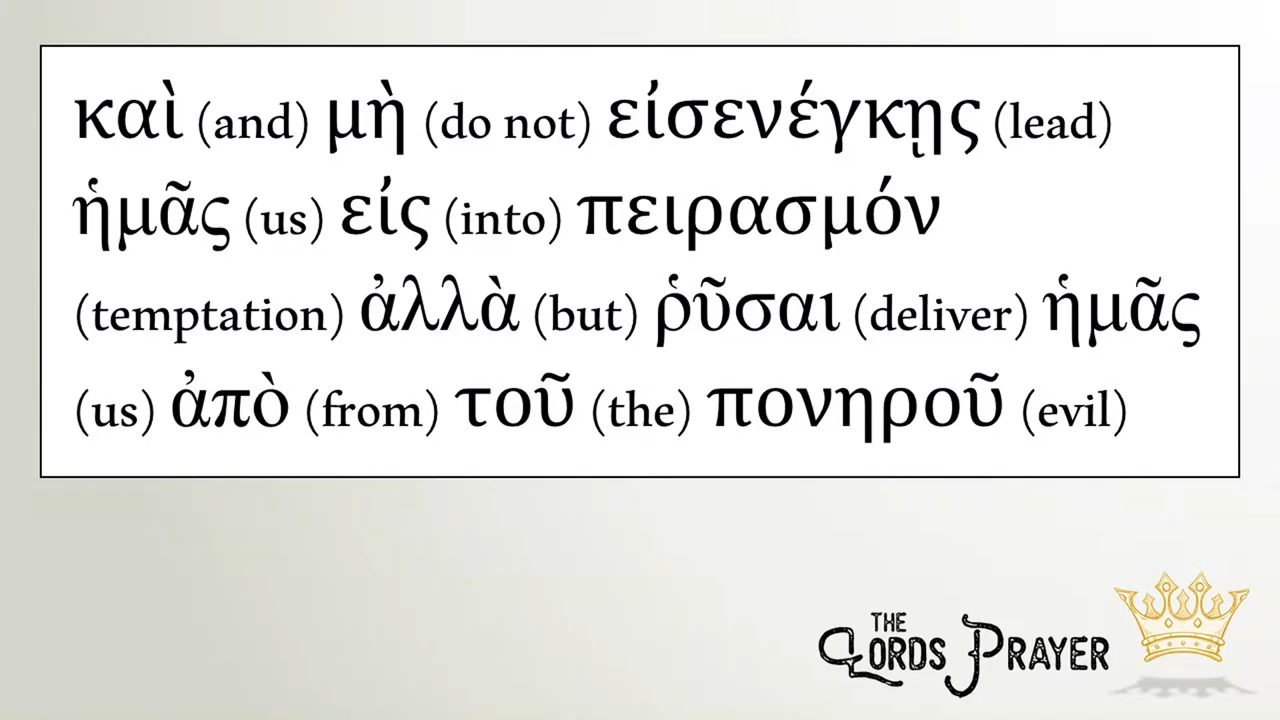 καὶ (and) μὴ (do not) εἰσενέγκῃς (lead)
ἡμᾶς (us) εἰς (into) πειρασμόν
(temptation) ἀλλὰ (but) ῥῦσαι (deliver) ἡμᾶς
(us) ἀπὸ (from) τοῦ (the) πονηροῦ (evil)
THE
LORDS PRAYER